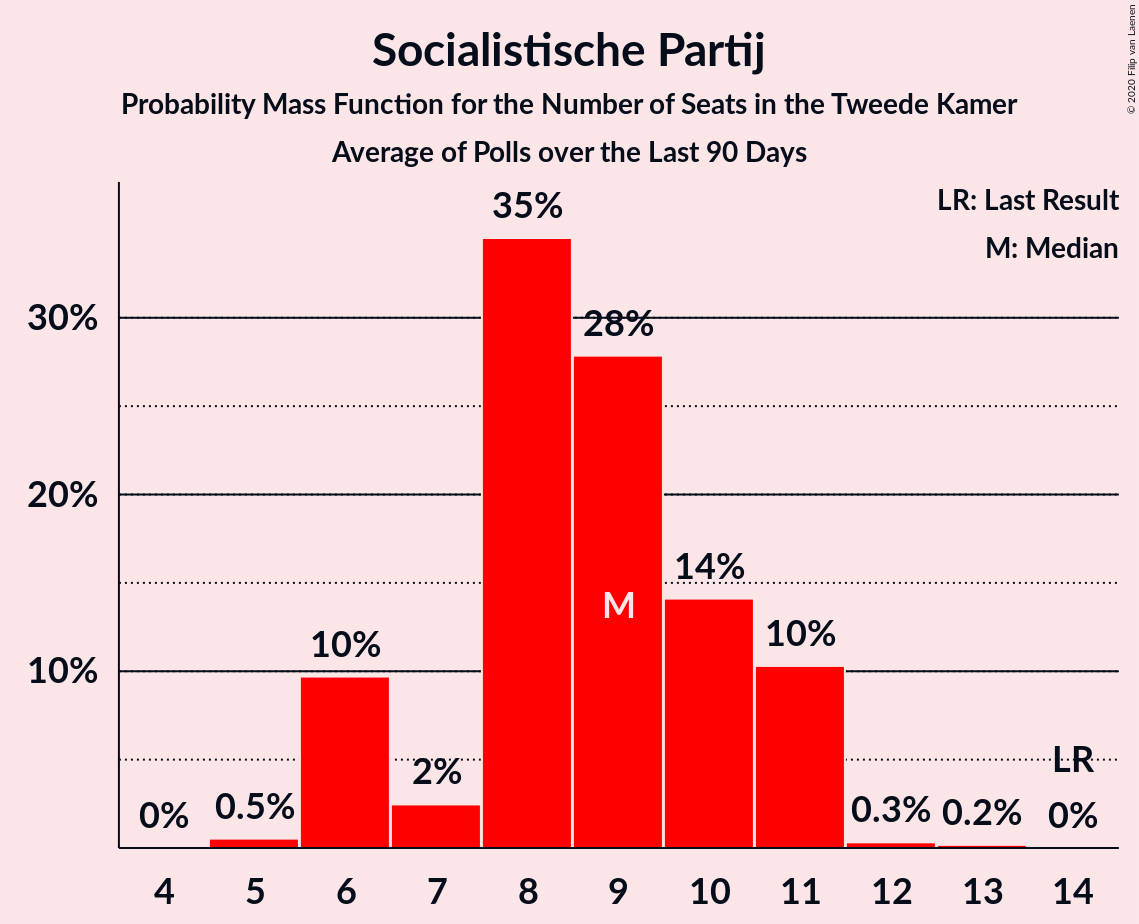 Socialistische Partij
Probability Mass Function for the Number of Seats in the Tweede Kamer
Average of Polls over the Last 90 Days
© 2020 Filip van Laenen
LR: Last Result
M: Median
35%
30%
28%
20%
14%
M
10%
10%
10%
2%
LR
0%
0.5%
0.3%
0.2%
0%
4 5 6 7 8 9 10 11 12 13 14